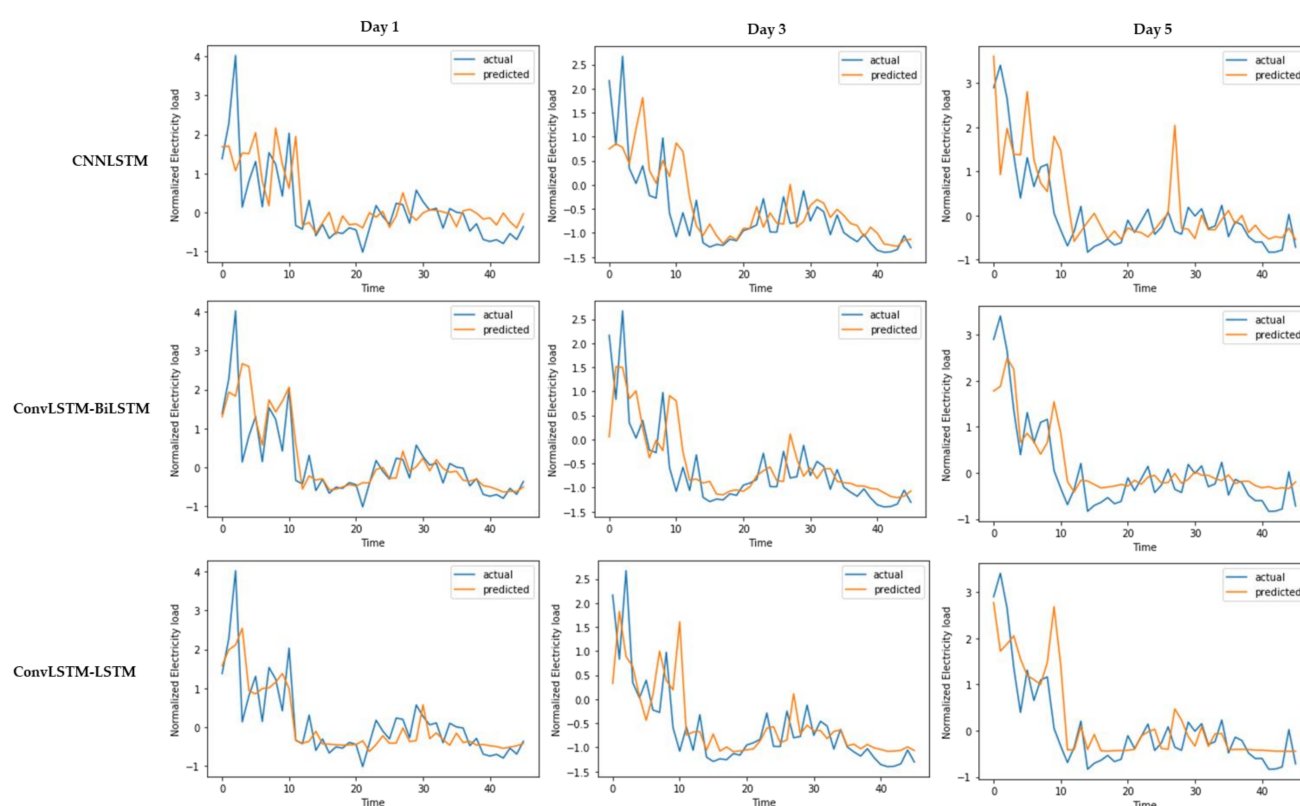 Day 1
Day 3
Day 5
CNNLSTM
Normalized Electricity load
4
3
2
1
0
−1
0
10
20
30
40
Time
actual
predicted
Normalized Electricity load
2.5
2.0
1.5
1.0
0.5
0.0
−0.5
−1.0
−1.5
0
10
20
30
40
Time
actual
predicted
Normalized Electricity load
3
2
1
0
−1
0
10
20
30
40
Time
actual
predicted
ConvLSTM-BiLSTM
Normalized Electricity load
4
3
2
1
0
−1
0
10
20
30
40
Time
actual
predicted
Normalized Electricity load
2.5
2.0
1.5
1.0
0.5
0.0
−0.5
−1.0
−1.5
0
10
20
30
40
Time
actual
predicted
Normalized Electricity load
3
2
1
0
−1
0
10
20
30
40
Time
actual
predicted
ConvLSTM-LSTM
Normalized Electricity load
4
3
2
1
0
−1
0
10
20
30
40
Time
actual
predicted
Normalized Electricity load
2.5
2.0
1.5
1.0
0.5
0.0
−0.5
−1.0
−1.5
0
10
20
30
40
Time
actual
predicted
Normalized Electricity load
3
2
1
0
−1
0
10
20
30
40
Time
actual
predicted